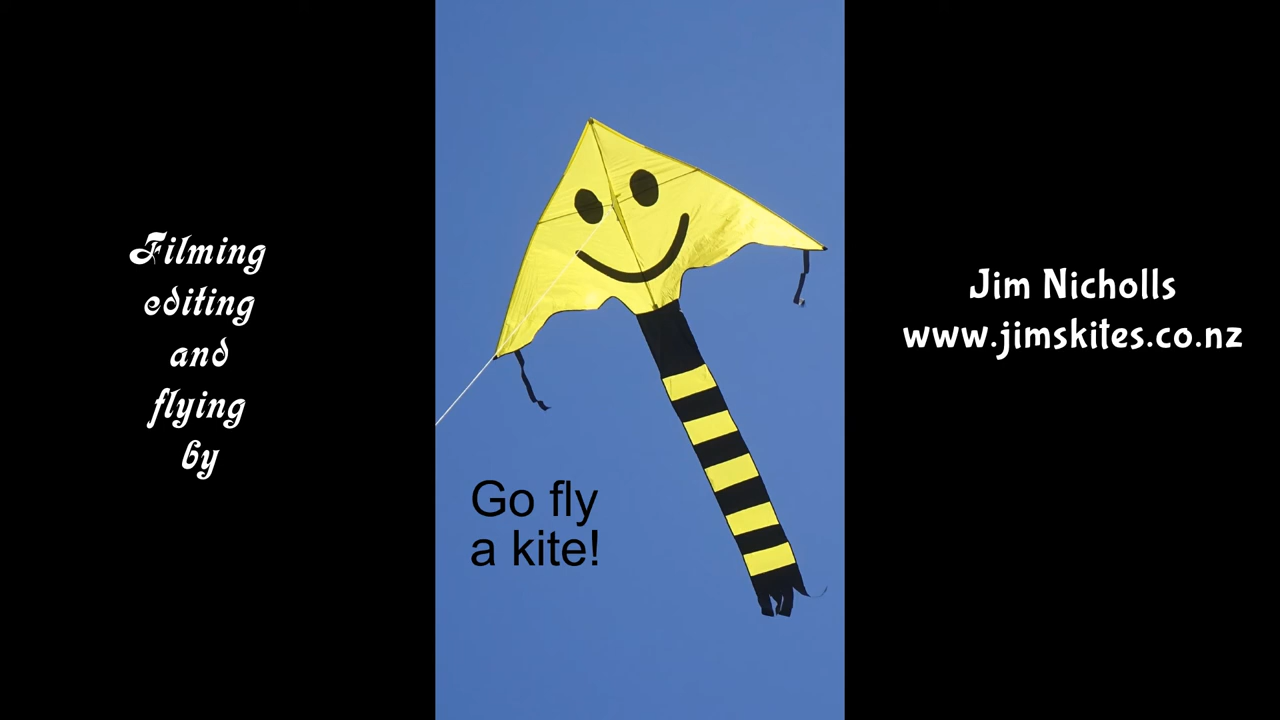 Filming
editing
and
flying
by
Go fly
a kite!
Jim Nicholls
www.jimskites.co.nz